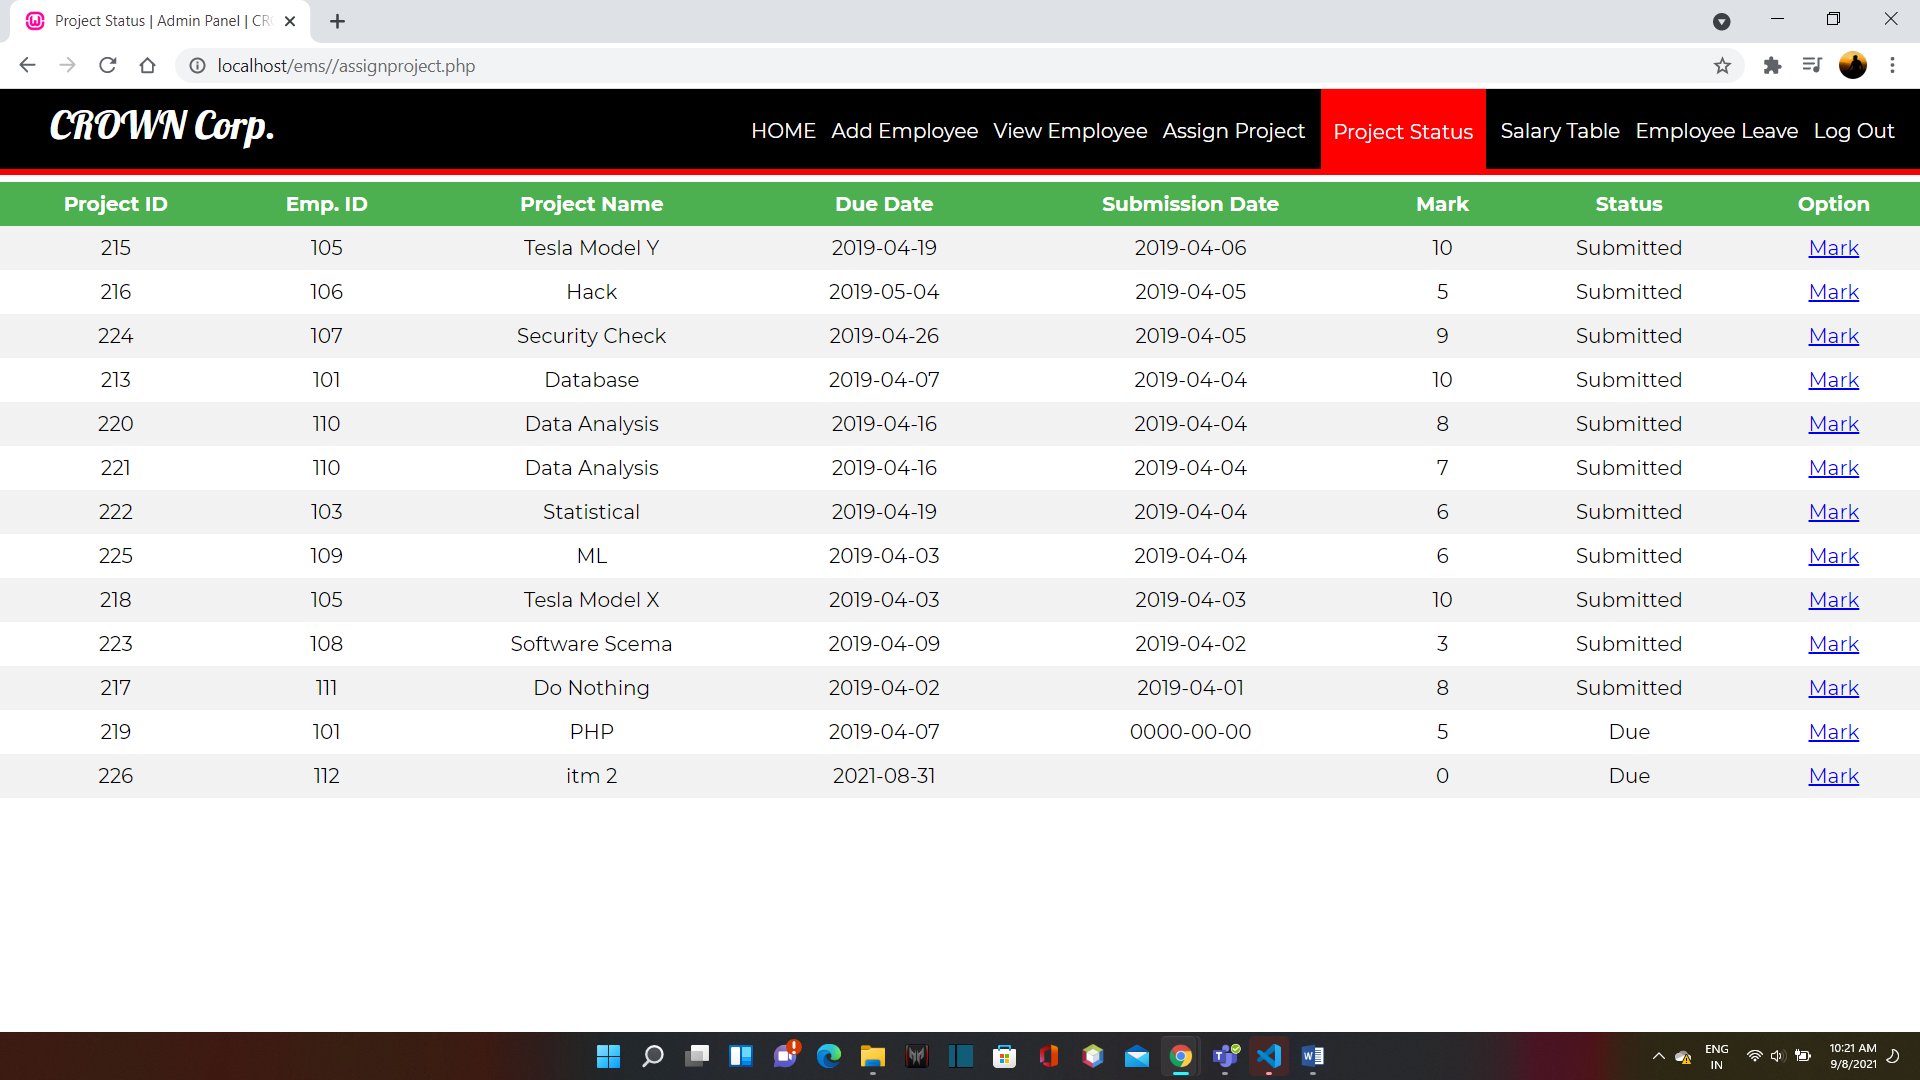 Project Status | Admin Panel | CR
localhost/ems//assignproject.php
CROWN Corp.
HOME Add Employee View Employee Assign Project Project Status Salary Table Employee Leave Log Out
Project ID Emp. ID Project Name Due Date Submission Date Mark Status Option
215 105 Tesla Model Y 2019-04-19 2019-04-06 10 Submitted Mark
216 106 Hack 2019-05-04 2019-04-05 5 Submitted Mark
224 107 Security Check 2019-04-26 2019-04-05 9 Submitted Mark
213 101 Database 2019-04-07 2019-04-04 10 Submitted Mark
220 110 Data Analysis 2019-04-16 2019-04-04 8 Submitted Mark
221 110 Data Analysis 2019-04-16 2019-04-04 7 Submitted Mark
222 103 Statistical 2019-04-19 2019-04-04 6 Submitted Mark
225 109 ML 2019-04-03 2019-04-04 6 Submitted Mark
218 105 Tesla Model X 2019-04-03 2019-04-03 10 Submitted Mark
223 108 Software Scema 2019-04-09 2019-04-02 3 Submitted Mark
217 111 Do Nothing 2019-04-02 2019-04-01 8 Submitted Mark
219 101 PHP 2019-04-07 0000-00-00 5 Due Mark
226 112 itm 2 2021-08-31 0 Due Mark
ENG
IN
10:21 AM
9/8/2021